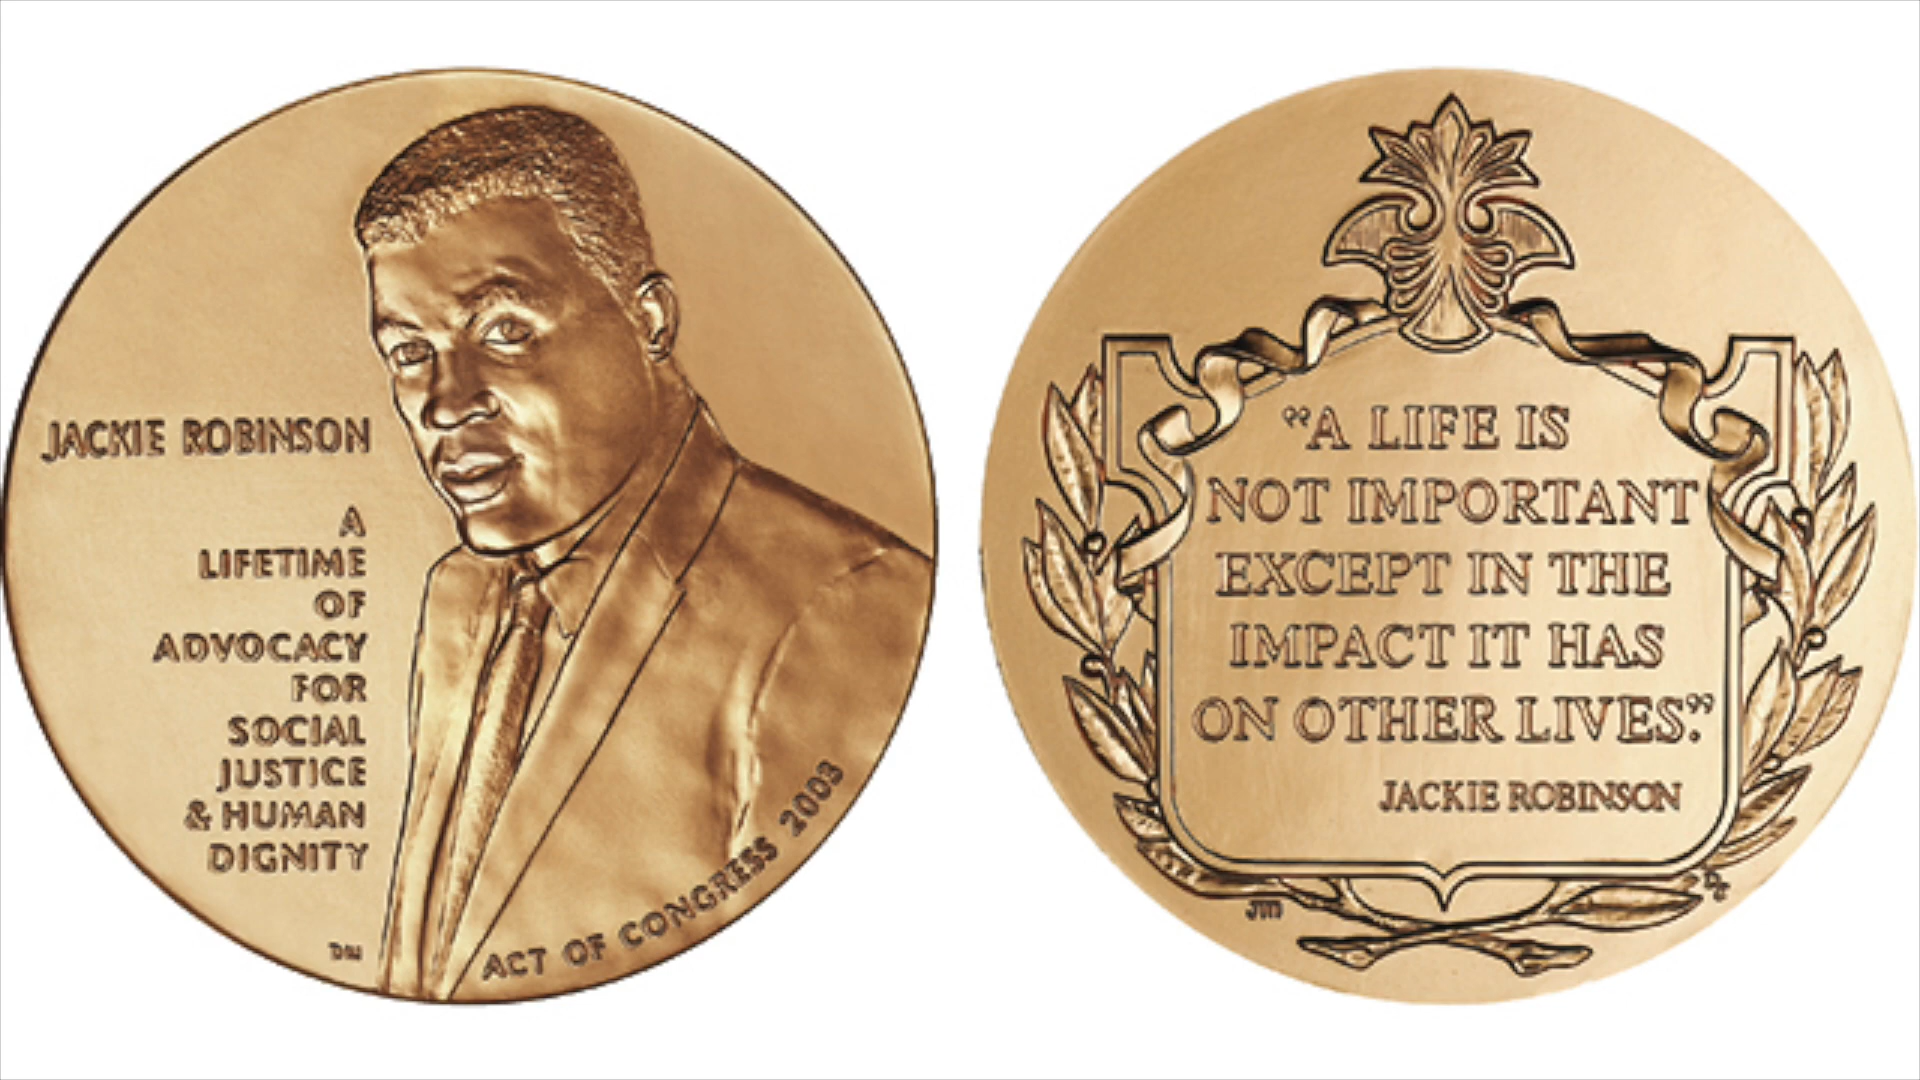 JACKIE ROBINSON
A
LIFETIME
OF
ADVOCACY
FOR
SOCIAL
JUSTICE
& HUMAN
DIGNITY
ACT OF CONGRESS 2003
"A LIFE IS
NOT IMPORTANT
EXCEPT IN THE
IMPACT IT HAS
ON OTHER LIVES."
JACKIE ROBINSON